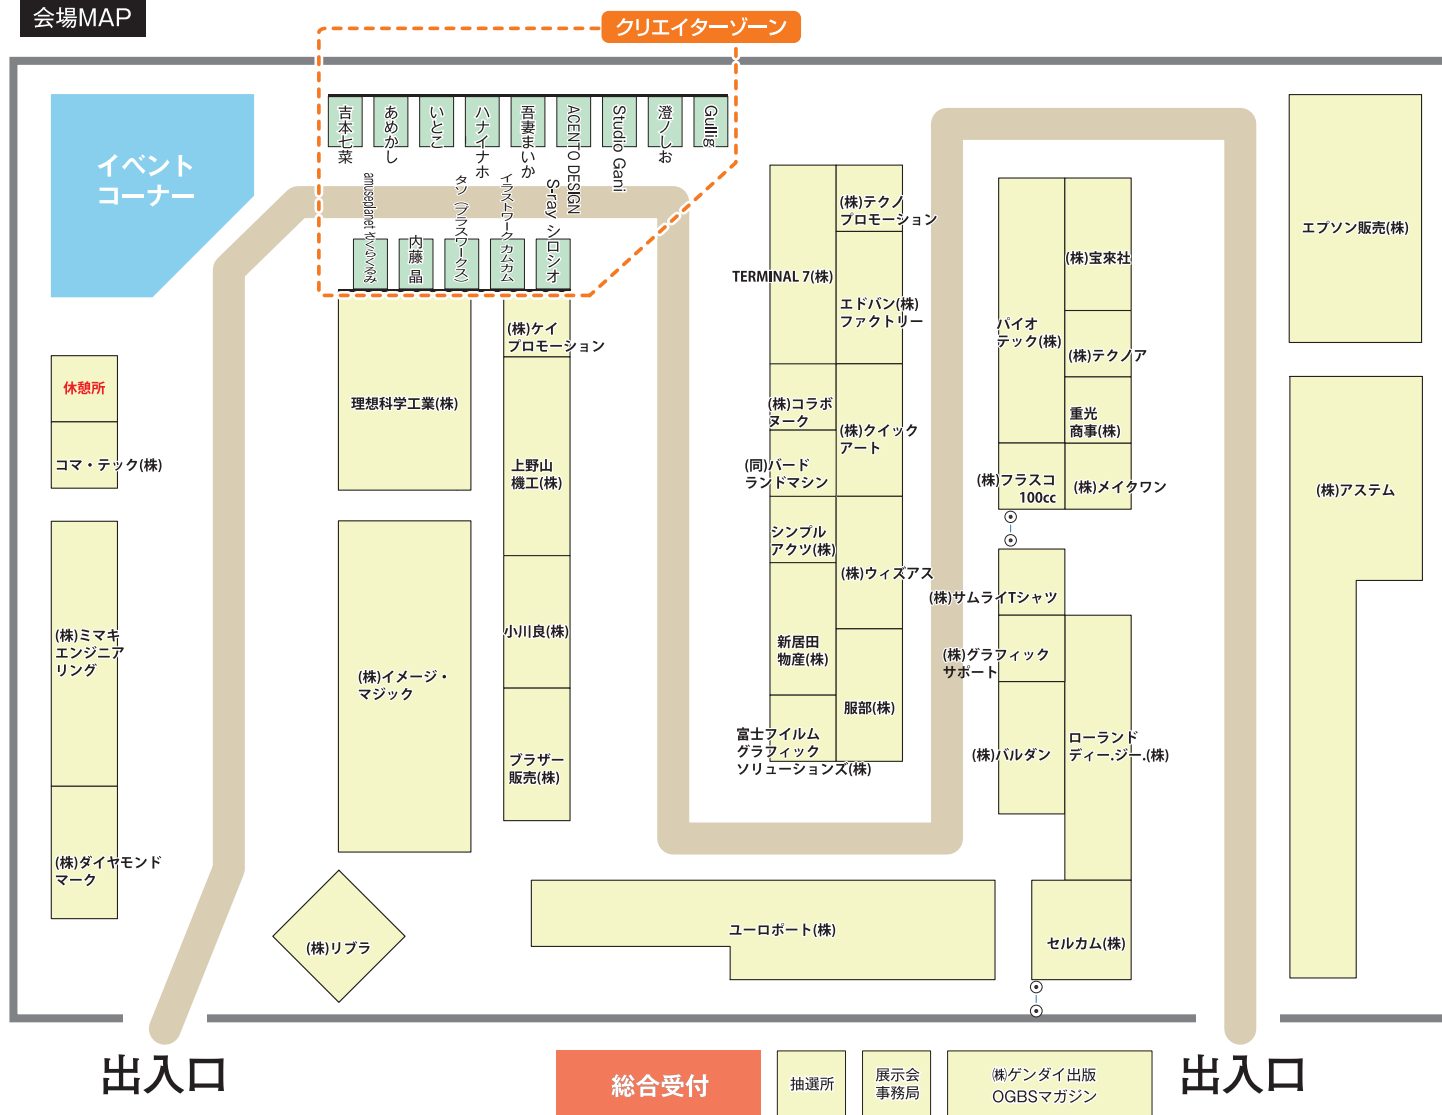 会場MAP
クリエイターゾーン
イベント
コーナー
吉本七菜
あめかし
いとこ
ハナイナホ
吾妻まいか
ACENTO DESIGN
Studio Gani
澄ノしお
Gullig
amuseplanet さくらくるみ
内藤 晶
タソ（プラスワークス）
イラストワークカムカム
S-ray シロシオ
休憩所
コマ・テック(株)
(株)ミマキ
エンジニア
リング
(株)ダイヤモンド
マーク
理想科学工業(株)
(株)イメージ・
マジック
(株)リブラ
(株)ケイ
プロモーション
上野山
機工(株)
小川良(株)
ブラザー
販売(株)
TERMINAL 7(株)
(株)テクノ
プロモーション
エドバン(株)
ファクトリー
(株)コラボ
ヌーク
(株)クイック
アート
(同)バード
ランドマシン
シンプル
アクツ(株)
(株)ウィズアス
新居田
物産(株)
服部(株)
富士フイルム
グラフィック
ソリューションズ(株)
パイオ
テック(株)
(株)宝來社
(株)テクノア
重光
商事(株)
(株)フラスコ
100cc
(株)メイクワン
(株)サムライTシャツ
(株)グラフィック
サポート
(株)バルダン
ローランド
ディー.ジー.(株)
ユーロポート(株)
セルカム(株)
エプソン販売(株)
(株)アステム
出入口
総合受付
抽選所
展示会
事務局
㈱ゲンダイ出版
OGBSマガジン
出入口